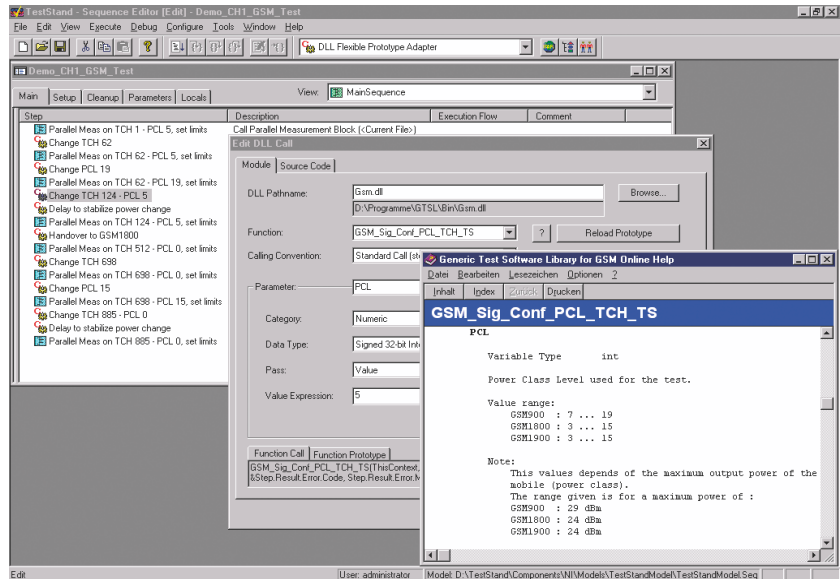 TestStand - Sequence Editor [Edit] - Demo_CH1_GSM_Test
File Edit View Execute Debug Configure Tools Window Help
DLL Flexible Prototype Adapter
Demo_CH1_GSM_Test
Main Setup Cleanup Parameters Locals View: MainSequence
Step Description Execution Flow Comment
Parallel Meas on TCH 1 - PCL 5, set limits Call Parallel Measurement Block (<Current File>)
Change TCH 62
Change PCL 19
Parallel Meas on TCH 62 - PCL 5, set limits
Parallel Meas on TCH 62 - PCL 19, set limits
Change TCH 124 - PCL 5
Delay to stabilize power change
Parallel Meas on TCH 124 - PCL 5, set limits
Handover to GSM1800
Parallel Meas on TCH 512 - PCL 0, set limits
Change TCH 698
Parallel Meas on TCH 698 - PCL 0, set limits
Change PCL 15
Parallel Meas on TCH 698 - PCL 15, set limits
Change TCH 885 - PCL 0
Delay to stabilize power change
Parallel Meas on TCH 885 - PCL 0, set limits
Edit DLL Call
Module Source Code
DLL Pathname: Gsm.dll Browse...
D:\Programme\GTSL\Bin\Gsm.dll
Function: GSM_Sig_Conf_PCL_TCH_TS ? Reload Prototype
Calling Convention: Standard Call (st
Parameter: PCL
Category: Numeric
Data Type: Signed 32-bit Int
Pass: Value
Value Expression: 5
Function Call Function Prototype
GSM_Sig_Conf_PCL_TCH_TS(ThisContext,
&Step.Result.Error.Code, Step.Result.Error.M
Generic Test Software Library for GSM Online Help
Datei Bearbeiten Lesezeichen Optionen ?
Inhalt Index Zurück Drucken
GSM_Sig_Conf_PCL_TCH_TS
PCL
Variable Type int
Power Class Level used for the test.
Value range:
GSM900 : 7 ... 19
GSM1800 : 3 ... 15
GSM1900 : 3 ... 15
Note:
This values depends of the maximum output power of the
mobile (power class).
The range given is for a maximum power of :
GSM900 : 29 dBm
GSM1800 : 24 dBm
GSM1900 : 24 dBm
Edit User: administrator Model: D:\TestStand\Components\NI\Models\TestStandModel\TestStandModel.Seq